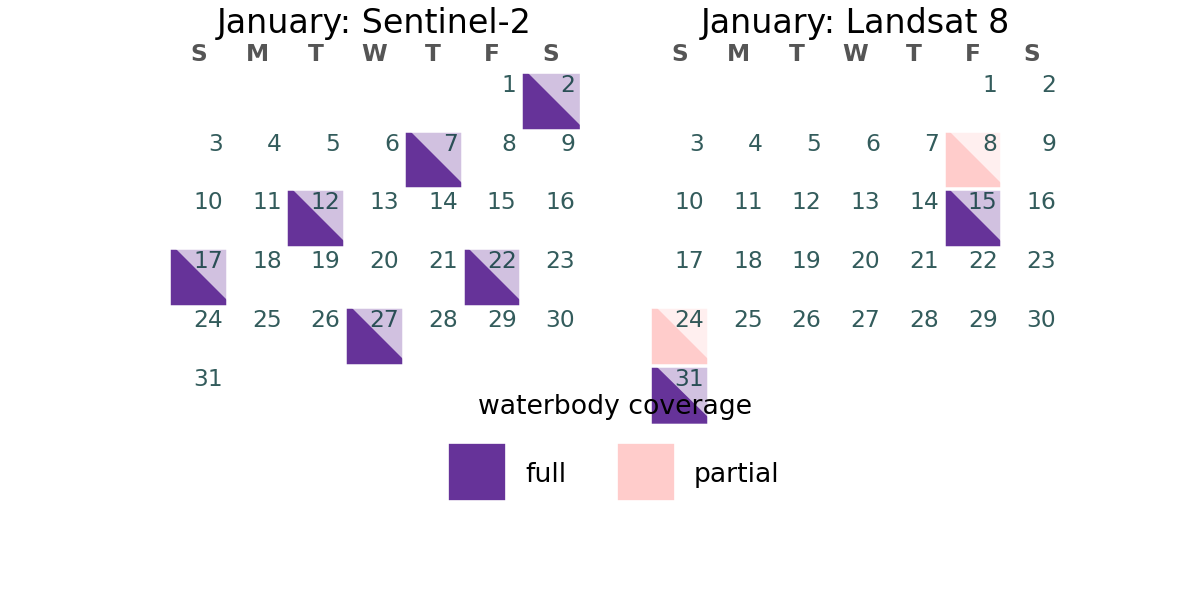 January: Sentinel-2
S M T W T F S
1 2
3 4 5 6 7 8 9
10 11 12 13 14 15 16
17 18 19 20 21 22 23
24 25 26 27 28 29 30
31
January: Landsat 8
S M T W T F S
1 2
3 4 5 6 7 8 9
10 11 12 13 14 15 16
17 18 19 20 21 22 23
24 25 26 27 28 29 30
31
waterbody coverage
full partial